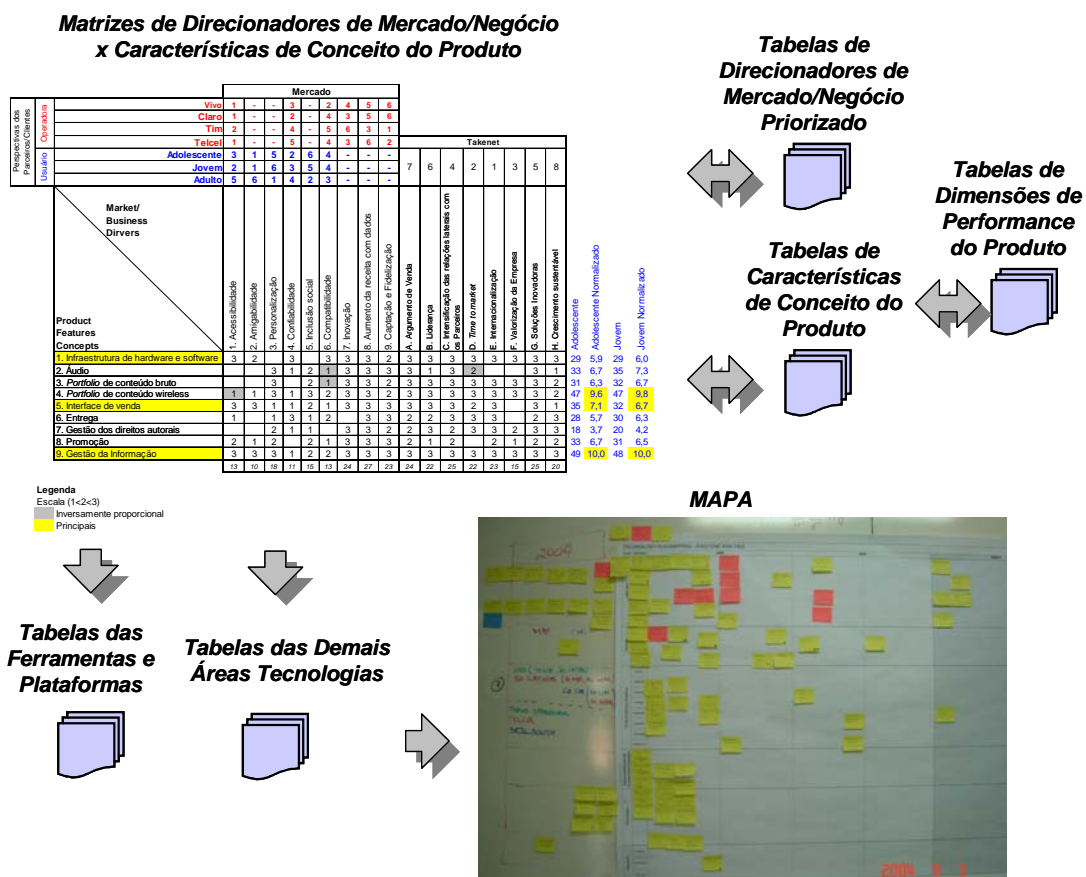 Matrizes de Direcionadores de Mercado/Negócio
x Características de Conceito do Produto
Tabelas de
Direcionadores de
Mercado/Negócio
Priorizado
Tabelas de
Dimensões de
Performance
do Produto
Tabelas de
Características
de Conceito do
Produto
Mercado
Perspectivas dos
Parceiros/Clientes
Operadora
Usuário
Vivo 1 - - 3 - 2 4 5 6
Claro 1 - - 2 - 4 3 5 6
Tim 2 - - 4 - 5 6 3 1
Telcel 1 - - 5 - 4 3 6 2
Takenet
Adolescente 3 1 5 2 6 4 - - -
Jovem 2 1 6 3 5 4 - - - 7 6 4 2 1 3 5 8
Adulto 5 6 1 4 2 3 - - -
Market/
Business
Dirvers
Product
Features
Concepts
1. Acessibilidade
2. Amigabilidade
3. Personalização
4. Confiabilidade
5. Inclusão social
6. Compatibilidade
7. Inovação
8. Aumento da receita com dados
9. Captação e Fidelização
A. Argumento de Venda
B. Liderança
C. Intensificação das relações laterais com
os Parceiros
D. Time to market
E. Internacionalização
F. Valorização da Empresa
G. Soluções Inovadoras
H. Crescimento sustentável
Adolescente
Adolescente Normalizado
Jovem
Jovem Normalizado
1. Infraestrutura de hardware e software 3 2 3 3 3 3 2 3 3 3 3 3 3 3 3 29 5,9 29 6,0
2. Áudio 3 1 2 1 3 3 3 3 1 3 2 3 1 33 6,7 35 7,3
3. Portfolio de conteúdo bruto 3 2 1 3 3 2 3 3 3 3 3 3 3 2 31 6,3 32 6,7
4. Portfolio de conteúdo wireless 1 1 3 1 3 2 3 3 2 3 3 3 3 3 3 3 2 47 9,6 47 9,8
5. Interface de venda 3 3 1 1 2 1 3 3 3 3 3 3 2 3 3 1 35 7,1 32 6,7
6. Entrega 1 1 3 1 2 3 3 2 2 3 3 3 2 3 28 5,7 30 6,3
7. Gestão dos direitos autorais 2 1 1 3 3 2 3 2 3 3 2 3 3 18 3,7 20 4,2
8. Promoção 2 1 2 2 1 3 3 3 2 1 2 2 1 2 2 33 6,7 31 6,5
9. Gestão da Informação 3 3 3 1 2 2 3 3 3 3 3 3 3 3 3 3 3 49 10,0 48 10,0
13 10 18 11 15 13 24 27 23 24 22 25 22 23 15 25 20
Legenda
Escala (1<2<3)
Inversamente proporcional
Principais
MAPA
Tabelas das
Ferramentas e
Plataformas
Tabelas das Demais
Áreas Tecnologias
2004